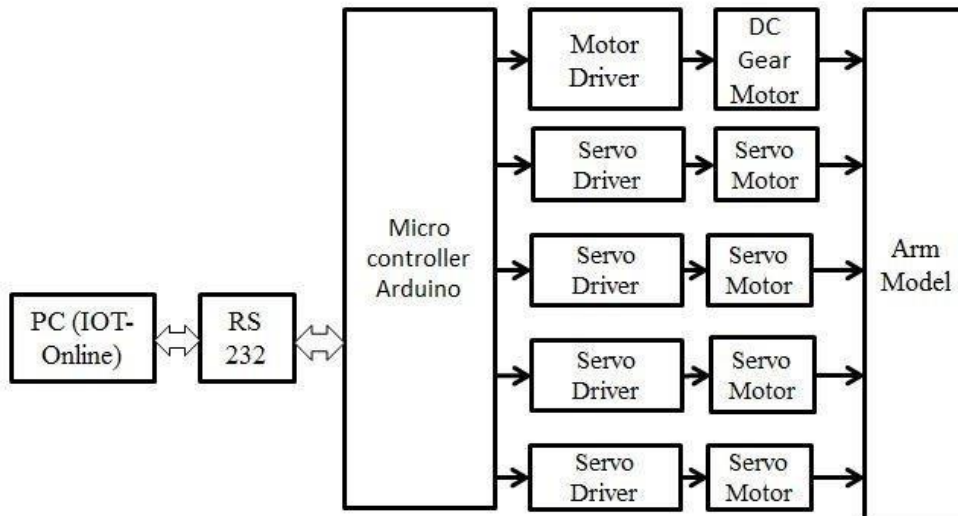 PC (IOT-
Online)
RS
232
Micro
controller
Arduino
Motor
Driver
DC
Gear
Motor
Servo
Driver
Servo
Motor
Servo
Driver
Servo
Motor
Servo
Driver
Servo
Motor
Servo
Driver
Servo
Motor
Arm
Model